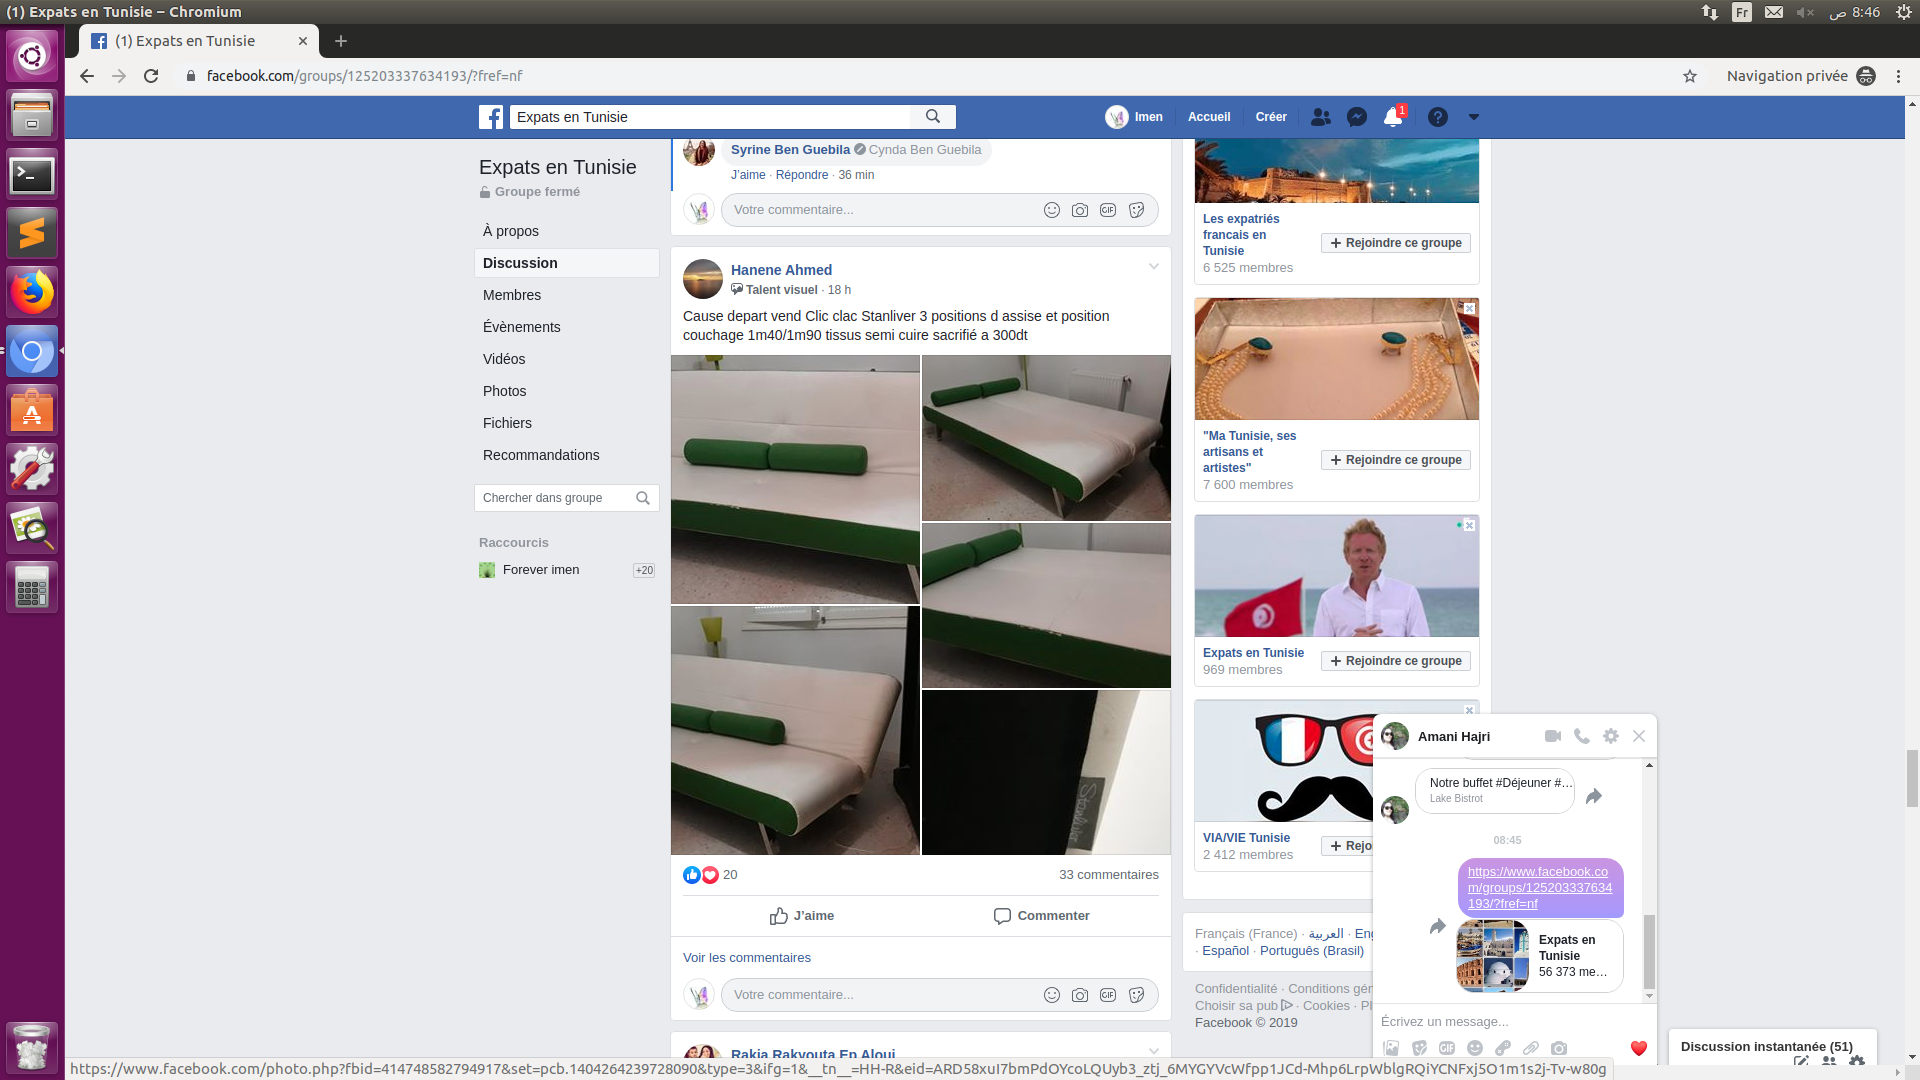 (1) Expats en Tunisie – Chromium
Fr
8:46 ص
(1) Expats en Tunisie
facebook.com/groups/125203337634193/?fref=nf
Navigation privée
Expats en Tunisie
Imen
Accueil
Créer
1
Expats en Tunisie
Groupe fermé
À propos
Discussion
Membres
Évènements
Vidéos
Photos
Fichiers
Recommandations
Chercher dans groupe
Raccourcis
Forever imen
+20
Syrine Ben Guebila Cynda Ben Guebila
J'aime · Répondre · 36 min
Votre commentaire...
GIF
Hanene Ahmed
Talent visuel · 18 h
Cause depart vend Clic clac Stanliver 3 positions d assise et position
couchage 1m40/1m90 tissus semi cuire sacrifié a 300dt
20
33 commentaires
J'aime
Commenter
Voir les commentaires
Votre commentaire...
GIF
Rakia Rakyouta En Aloui
Les expatriés
francais en
Tunisie
6 525 membres
+ Rejoindre ce groupe
"Ma Tunisie, ses
artisans et
artistes"
7 600 membres
+ Rejoindre ce groupe
Expats en Tunisie
969 membres
+ Rejoindre ce groupe
VIA/VIE Tunisie
2 412 membres
+ Rejo
Français (France) · العربية · Eng
· Español · Português (Brasil)
Confidentialité · Conditions gén
Choisir sa pub · Cookies · Pl
Facebook © 2019
Amani Hajri
Notre buffet #Déjeuner #...
Lake Bistrot
08:45
https://www.facebook.co
m/groups/125203337634
193/?fref=nf
Expats en
Tunisie
56 373 me...
Écrivez un message...
GIF
Discussion instantanée (51)
https://www.facebook.com/photo.php?fbid=414748582794917&set=pcb.1404264239728090&type=3&ifg=1&__tn__=HH-R&eid=ARD58xuI7bmPdOYcoLQUyb3_ztj_6MYGYVcWfpp1JCd-Mhp6LrpWblgRQiYCNFxj5O1m1s2j-Tv-w80g